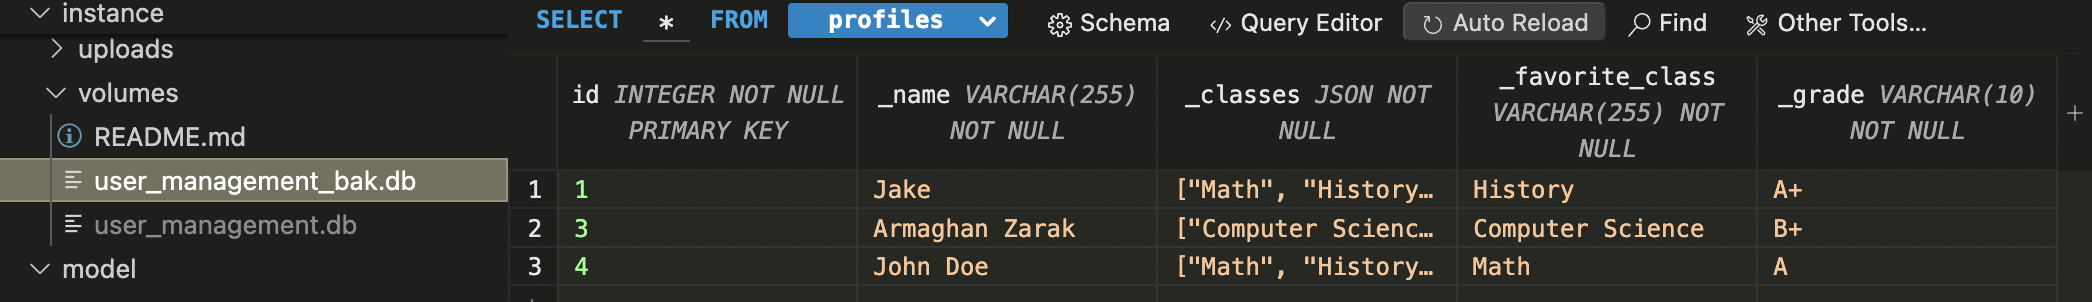 instance
uploads
volumes
README.md
user_management_bak.db
user_management.db
model
SELECT * FROM profiles Schema </> Query Editor Auto Reload Find Other Tools...
id INTEGER NOT NULL PRIMARY KEY
_name VARCHAR(255) NOT NULL
_classes JSON NOT NULL
_favorite_class VARCHAR(255) NOT NULL
_grade VARCHAR(10) NOT NULL
+
1 1 Jake ["Math", "History… History A+
2 3 Armaghan Zarak ["Computer Scienc… Computer Science B+
3 4 John Doe ["Math", "History… Math A